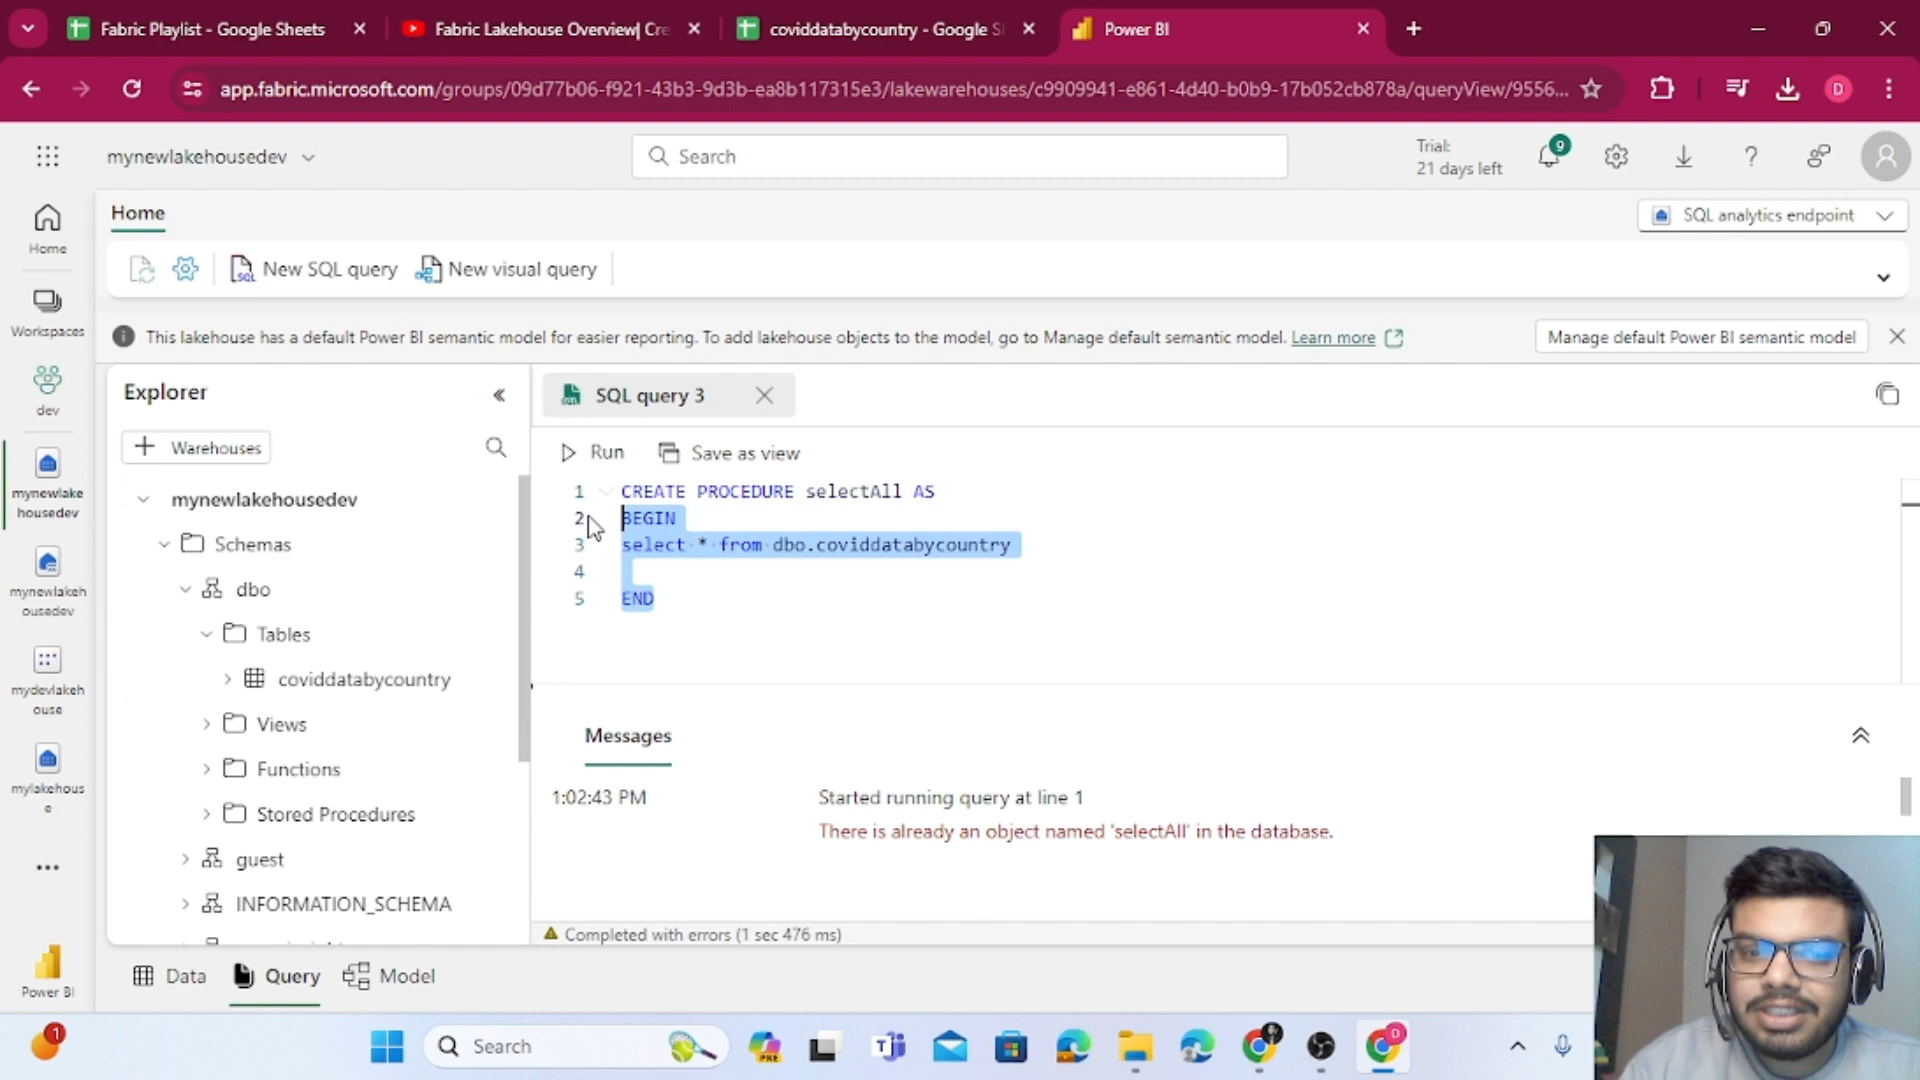 Fabric Playlist - Google Sheets
Fabric Lakehouse Overview| Cre
coviddatabycountry - Google S
Power BI
app.fabric.microsoft.com/groups/09d77b06-f921-43b3-9d3b-ea8b117315e3/lakewarehouses/c9909941-e861-4d40-b0b9-17b052cb878a/queryView/9556...
D
mynewlakehousedev
Search
Trial:
21 days left
9
Home
SQL analytics endpoint
New SQL query
New visual query
This lakehouse has a default Power BI semantic model for easier reporting. To add lakehouse objects to the model, go to Manage default semantic model. Learn more
Manage default Power BI semantic model
Home
Workspaces
dev
mynewlake
housedev
mynewlakeh
ousedev
mydevlakeh
ouse
mylakehous
e
Power BI
Explorer
Warehouses
mynewlakehousedev
Schemas
dbo
Tables
coviddatabycountry
Views
Functions
Stored Procedures
guest
INFORMATION_SCHEMA
SQL query 3
Run
Save as view
1 CREATE PROCEDURE selectAll AS
2 BEGIN
3 select * from dbo.coviddatabycountry
4
5 END
Messages
1:02:43 PM
Started running query at line 1
There is already an object named 'selectAll' in the database.
Completed with errors (1 sec 476 ms)
Data
Query
Model
1
Search
PRE
D